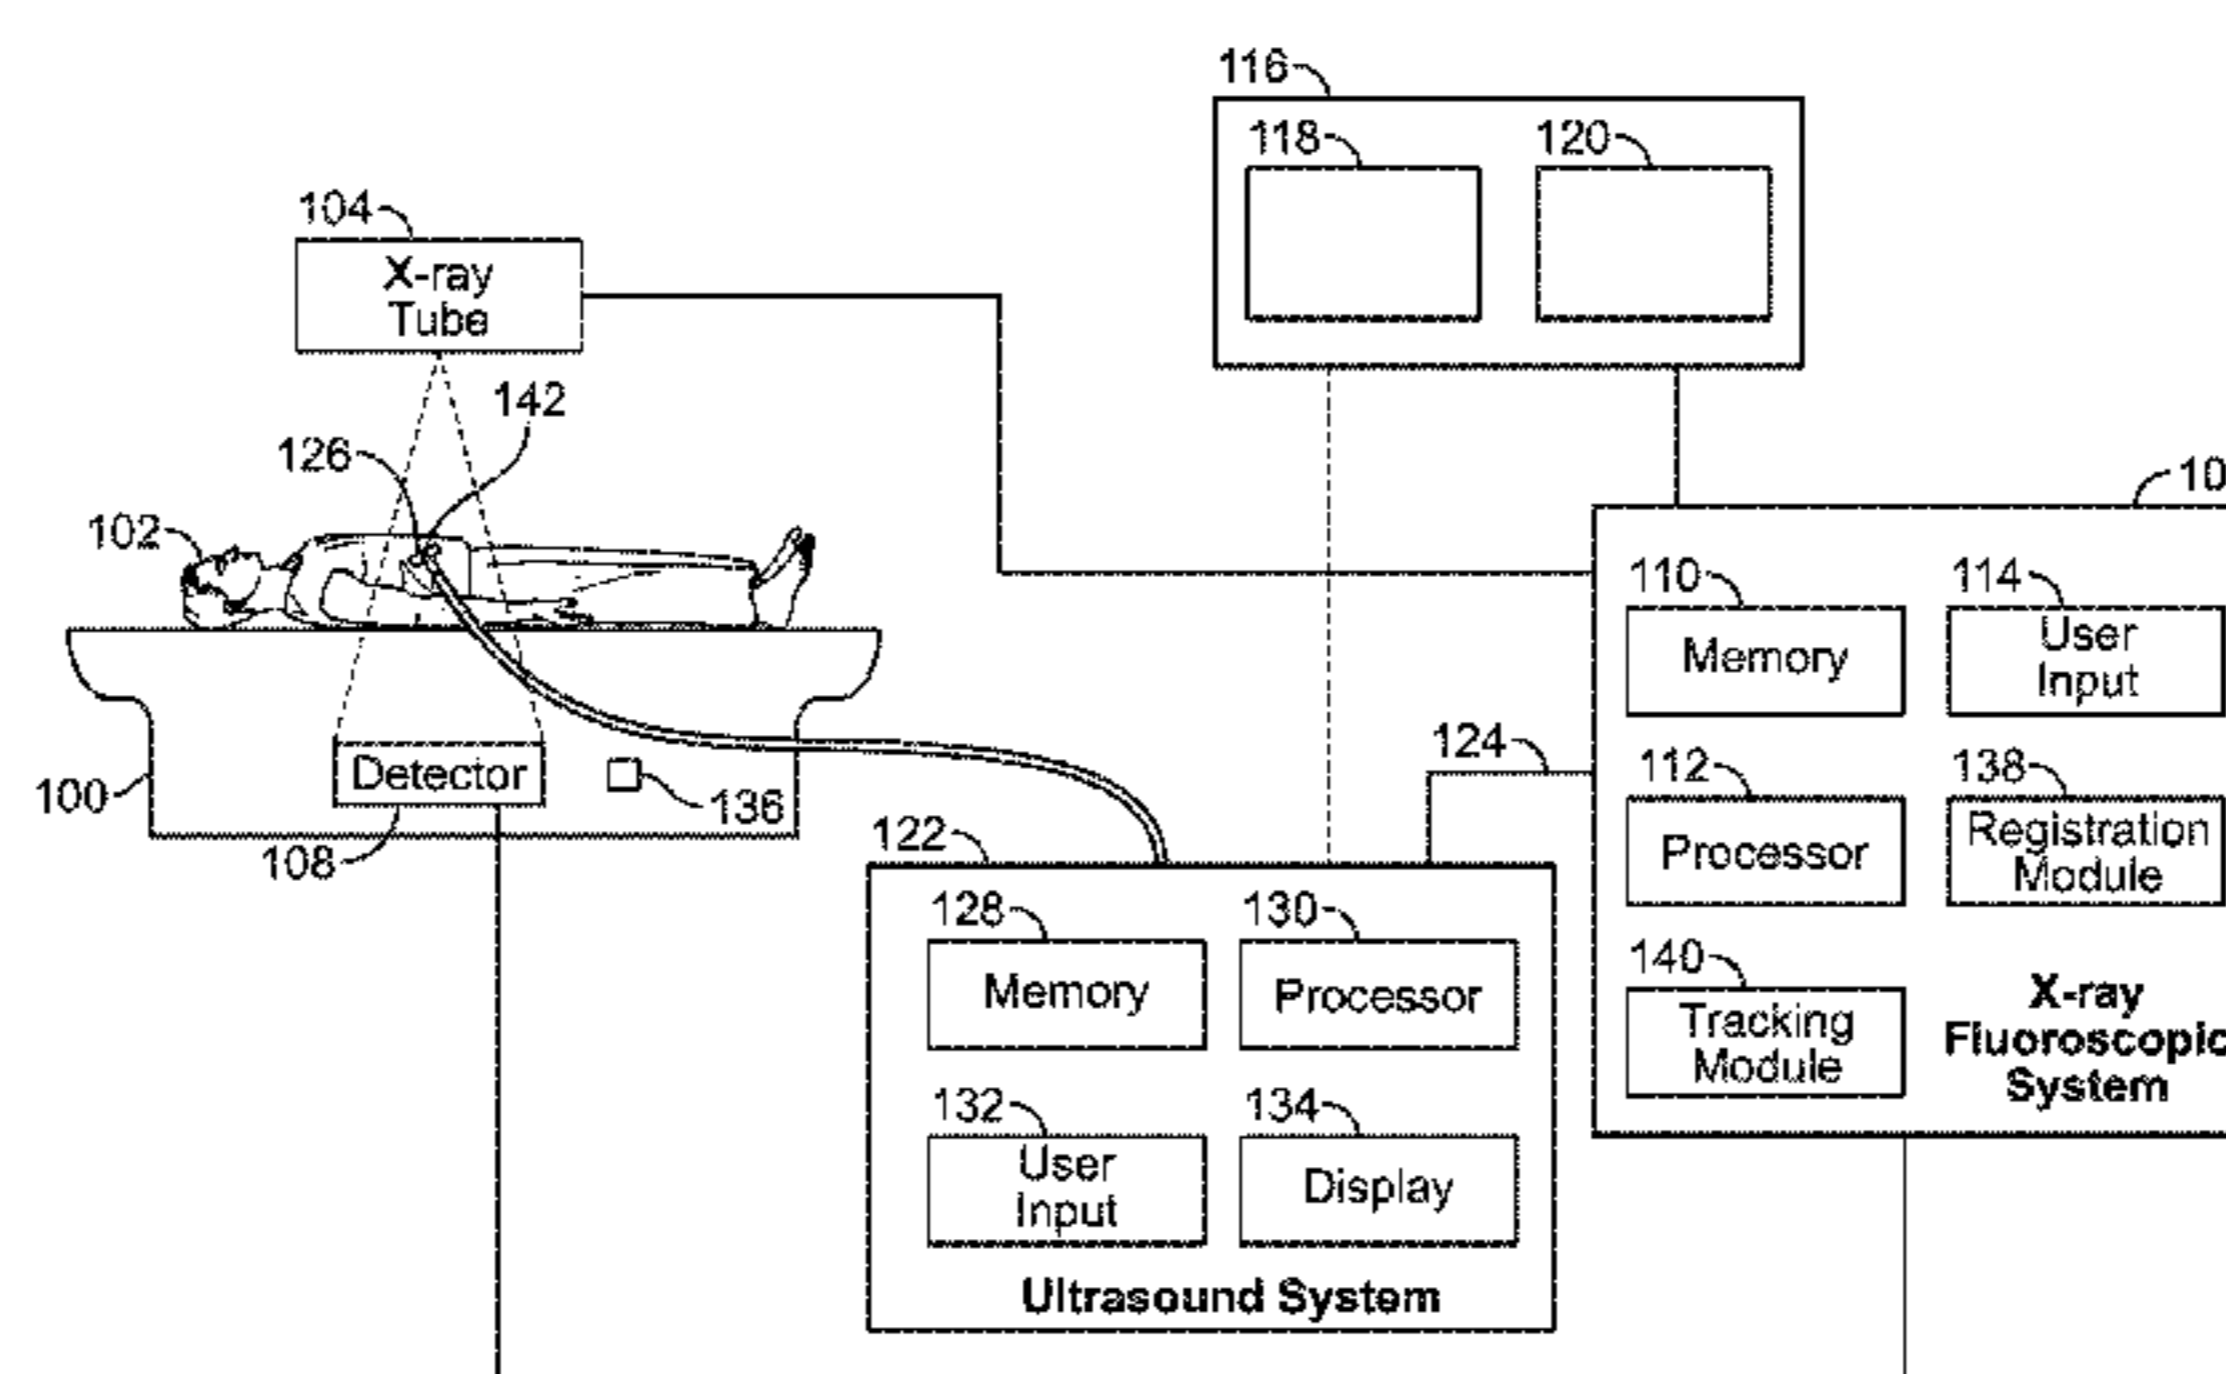 116
118
120
104
X-ray
Tube
142
126
102
10
110
114
Memory
User
Input
124
112
138
Detector
136
100
108
122
Processor
Registration
Module
128
130
140
Memory
Processor
Tracking
Module
X-ray
Fluoroscopic
System
132
134
User
Input
Display
Ultrasound System